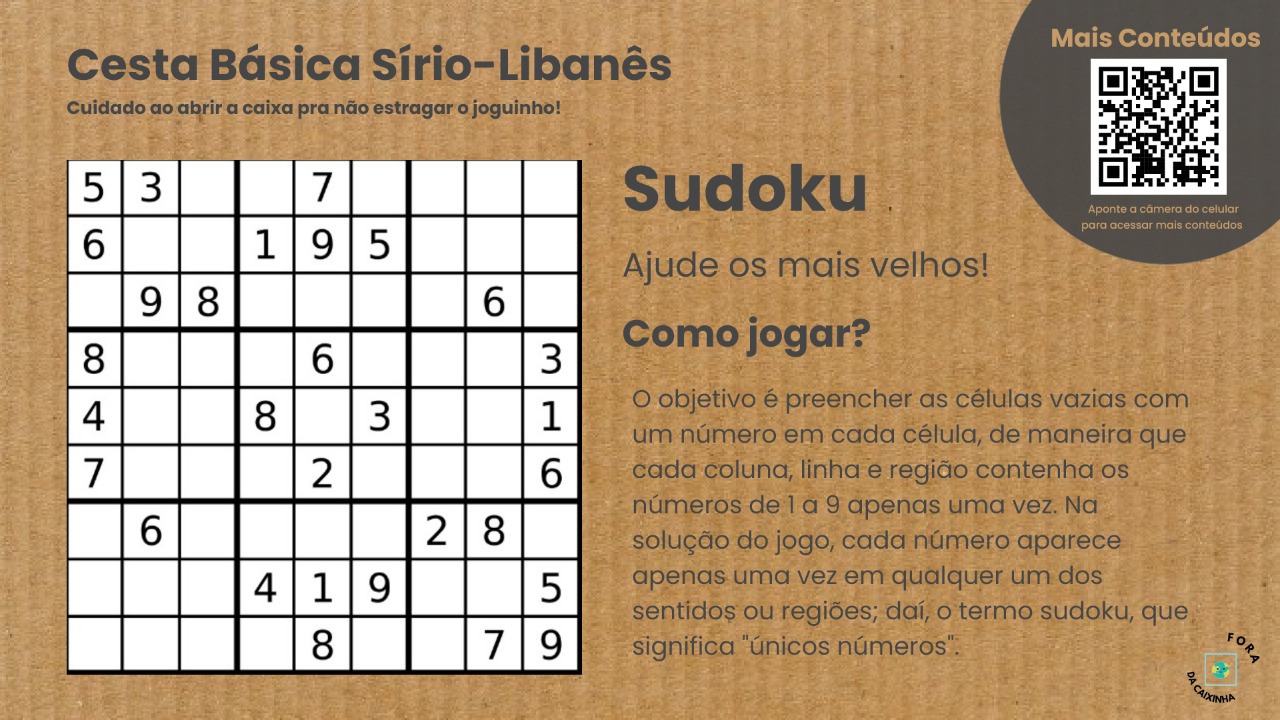 Cesta Básica Sírio-Libanês
Cuidado ao abrir a caixa pra não estragar o joguinho!
Mais Conteúdos
Aponte a câmera do celular
para acessar mais conteúdos
5 3 7
6 1 9 5
9 8 6
8 6 3
4 8 3 1
7 2 6
6 2 8
4 1 9 5
8 7 9
Sudoku
Ajude os mais velhos!
Como jogar?
O objetivo é preencher as células vazias com
um número em cada célula, de maneira que
cada coluna, linha e região contenha os
números de 1 a 9 apenas uma vez. Na
solução do jogo, cada número aparece
apenas uma vez em qualquer um dos
sentidos ou regiões; daí, o termo sudoku, que
significa "únicos números".
FORA
DA CAIXINHA